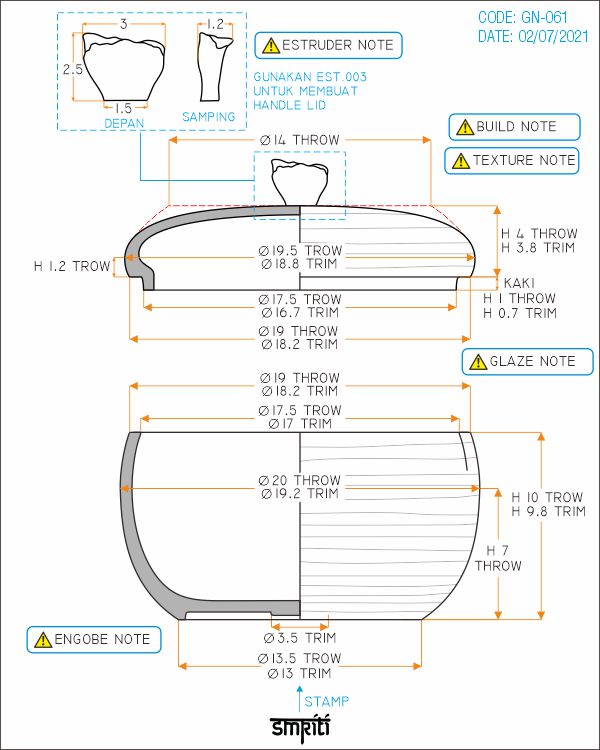 CODE: GN-061
DATE: 02/07/2021
3
1.2
2.5
1.5
DEPAN
SAMPING
ESTRUDER NOTE
GUNAKAN EST.003
UNTUK MEMBUAT
HANDLE LID
BUILD NOTE
TEXTURE NOTE
Ø14 THROW
H 4 THROW
H 3.8 TRIM
Ø19.5 TROW
Ø18.8 TRIM
H 1.2 TROW
KAKI
H 1 THROW
H 0.7 TRIM
Ø17.5 TROW
Ø16.7 TRIM
Ø19 THROW
Ø18.2 TRIM
GLAZE NOTE
Ø19 THROW
Ø18.2 TRIM
Ø17.5 TROW
Ø17 TRIM
Ø20 THROW
Ø19.2 TRIM
H 10 TROW
H 9.8 TRIM
H 7
THROW
ENGOBE NOTE
Ø3.5 TRIM
Ø13.5 TROW
Ø13 TRIM
STAMP
smriti